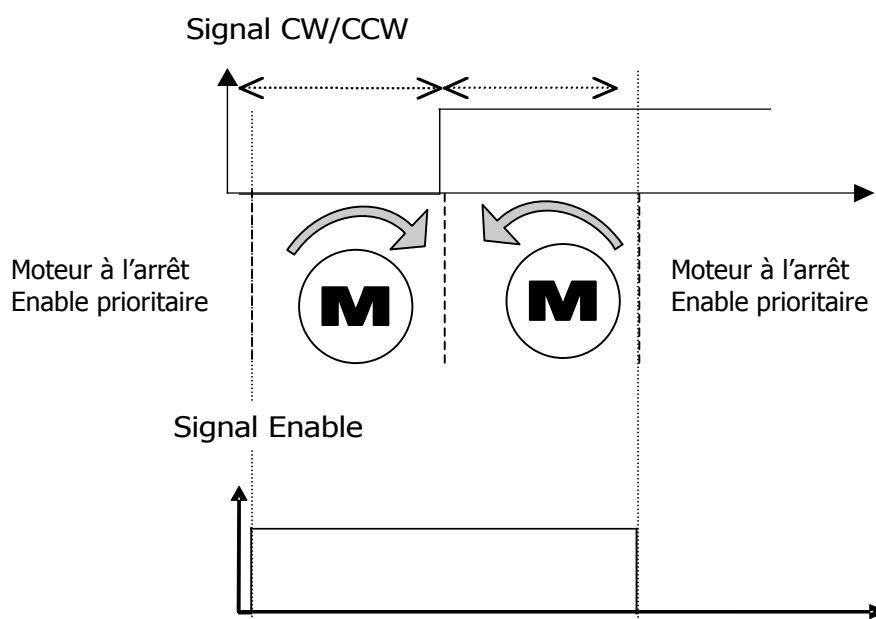 Signal CW/CCW
Moteur à l’arrêt
Enable prioritaire
M
M
Moteur à l’arrêt
Enable prioritaire
Signal Enable